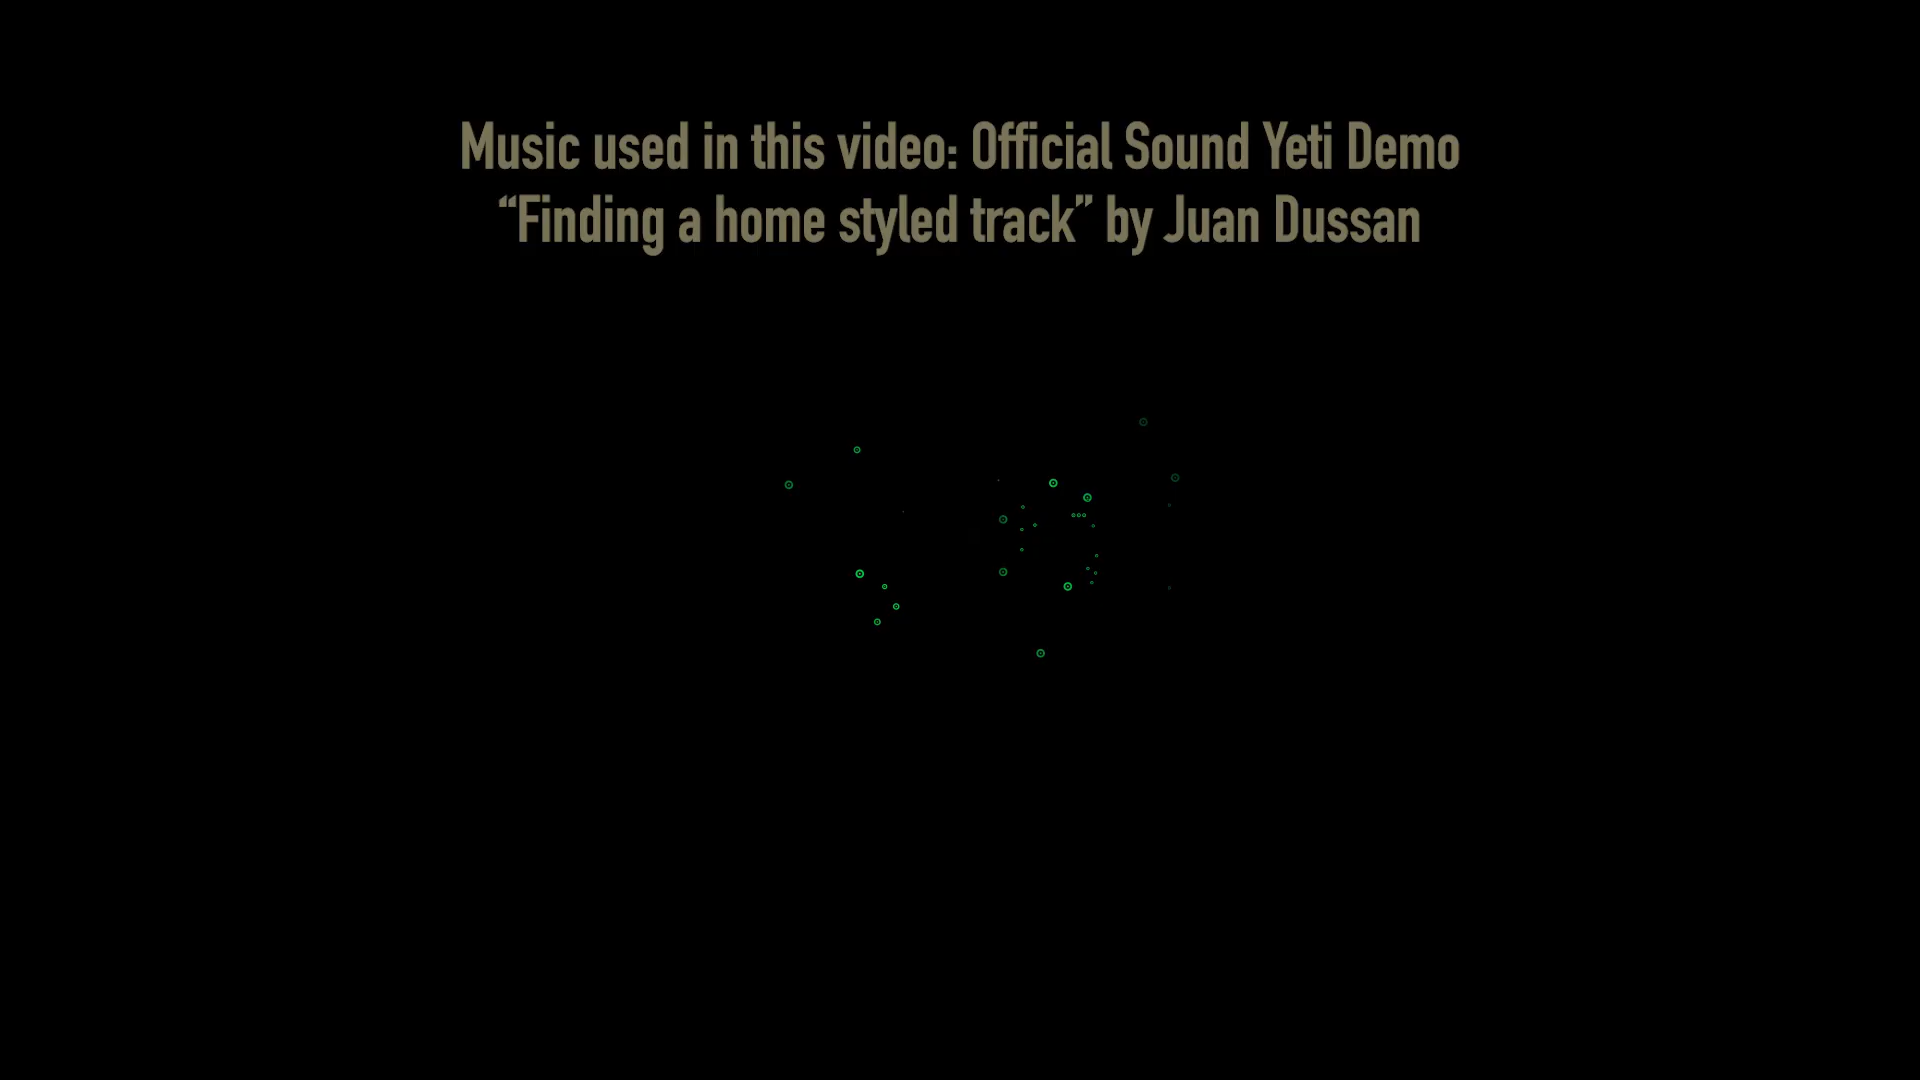 Music used in this video: Official Sound Yeti Demo
“Finding a home styled track” by Juan Dussan